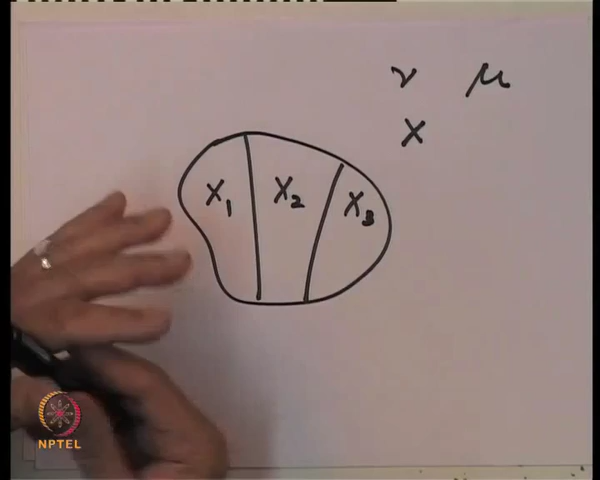 ν μ
X
X₁ X₂ X₃
NPTEL